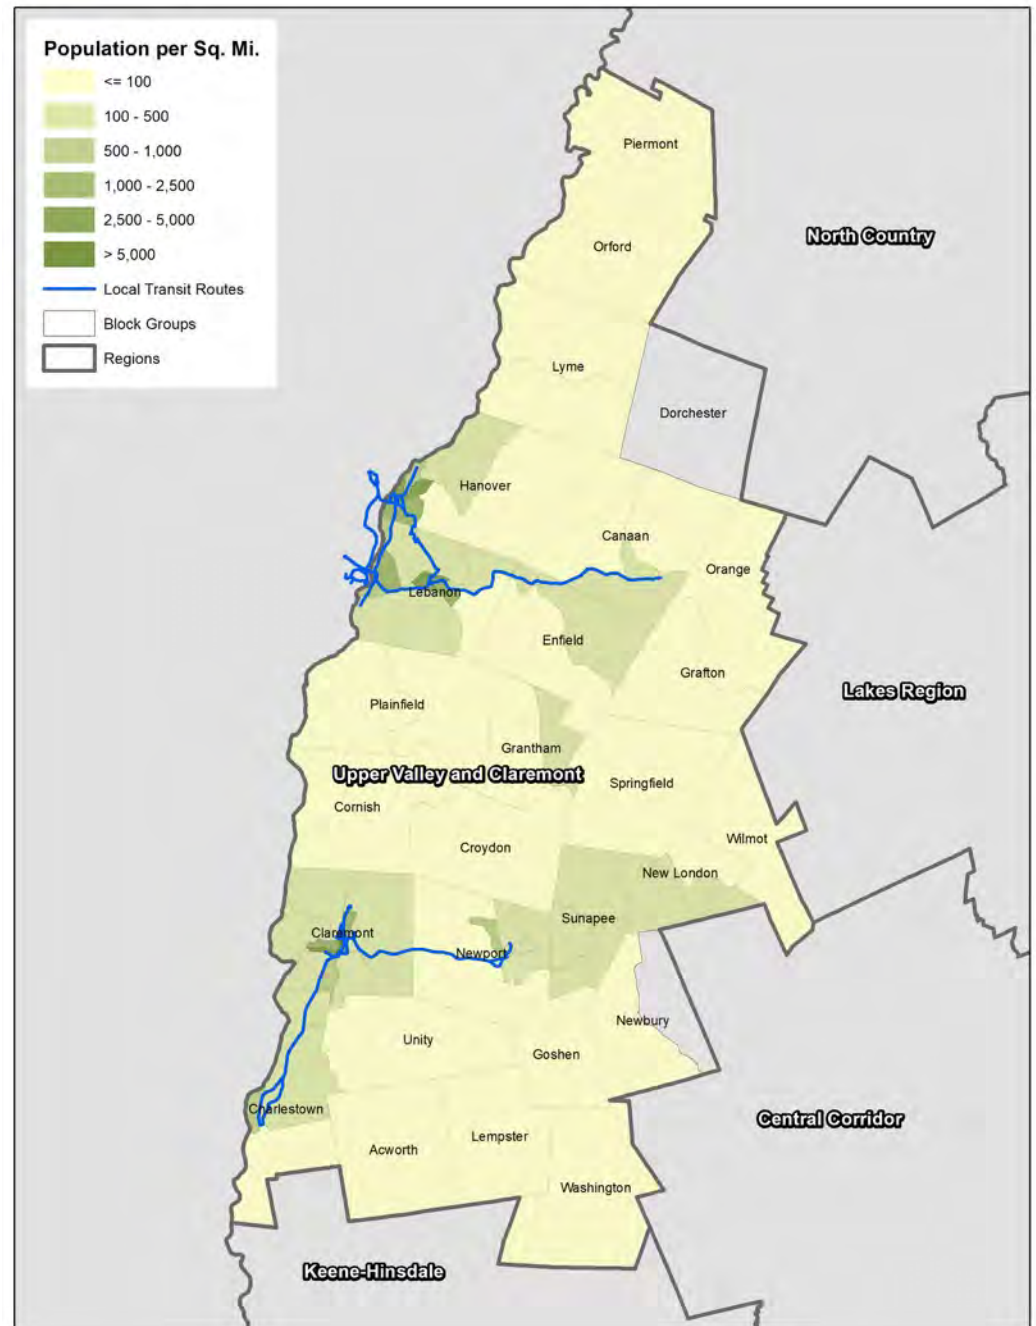 Population per Sq. Mi.
<= 100
100 - 500
500 - 1,000
1,000 - 2,500
2,500 - 5,000
> 5,000
Local Transit Routes
Block Groups
Regions
Piermont
North Country
Orford
Lyme
Dorchester
Hanover
Canaan
Orange
Lebanon
Enfield
Grafton
Lakes Region
Plainfield
Grantham
Upper Valley and Claremont
Springfield
Cornish
Wilmot
Croydon
New London
Sunapee
Claremont
Newport
Newbury
Unity
Goshen
Charlestown
Central Corridor
Lempster
Acworth
Washington
Keene-Hinsdale